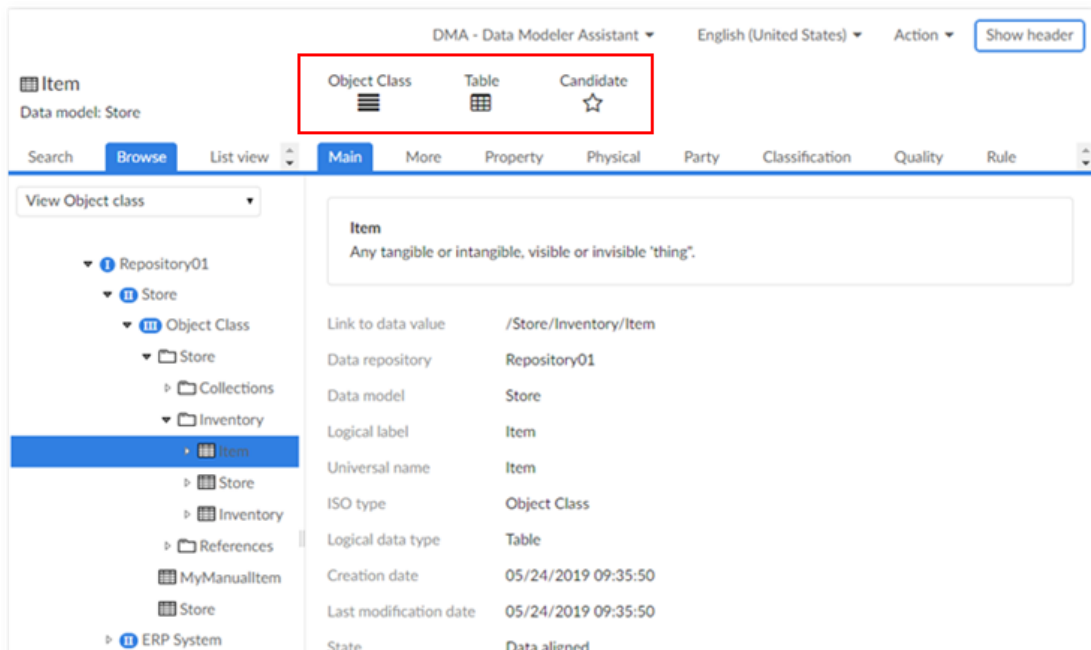 DMA - Data Modeler Assistant English (United States) Action Show header
Item
Data model: Store
Object Class Table Candidate
Search Browse List view
Main More Property Physical Party Classification Quality Rule
View Object class
I Repository01
II Store
III Object Class
Store
Collections
Inventory
Item
Store
Inventory
References
MyManualItem
Store
II ERP System
Item
Any tangible or intangible, visible or invisible 'thing".
Link to data value /Store/Inventory/Item
Data repository Repository01
Data model Store
Logical label Item
Universal name Item
ISO type Object Class
Logical data type Table
Creation date 05/24/2019 09:35:50
Last modification date 05/24/2019 09:35:50
State Data aligned